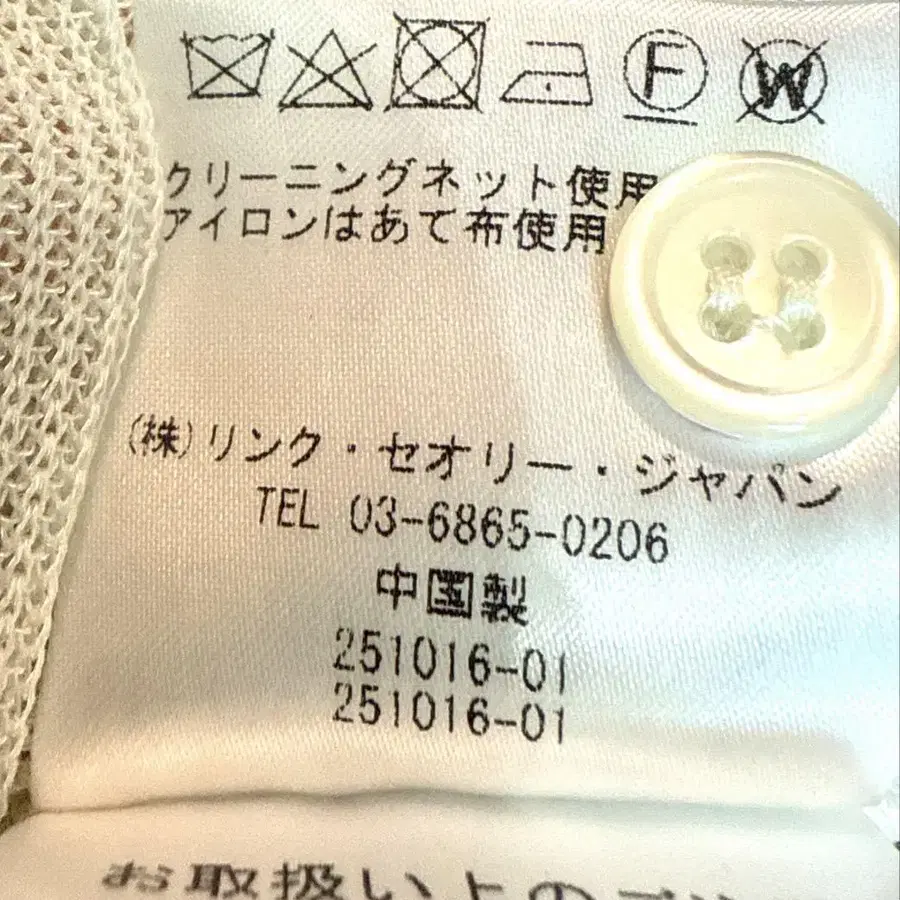 F W
クリーニングネット使用
アイロンはあて布使用
(株)リンク・セオリー・ジャパン
TEL 03-6865-0206
中国製
251016-01
251016-01
お取扱い上のご注